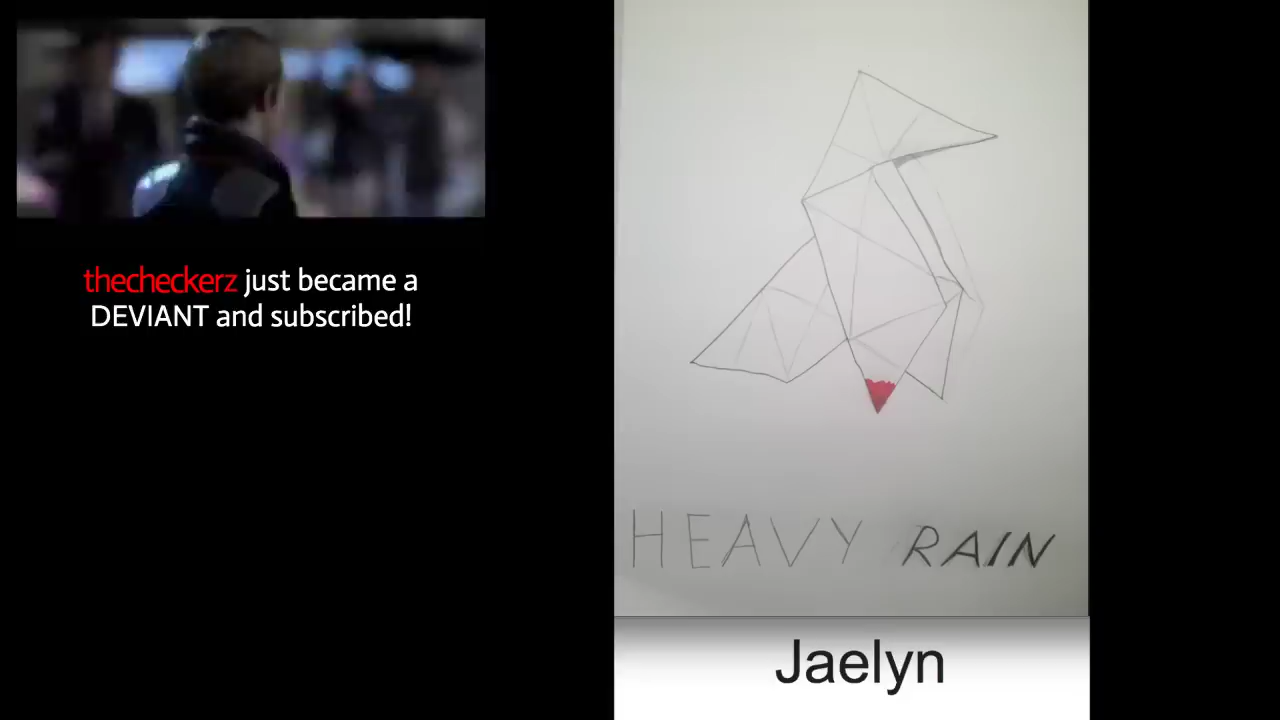 thecheckerz just became a
DEVIANT and subscribed!
HEAVY RAIN
Jaelyn